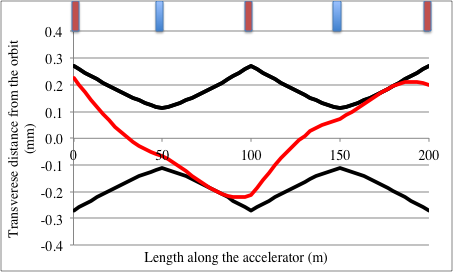 Transverese distance from the orbit
(mm)
0.4
0.3
0.2
0.1
0.0
-0.1
-0.2
-0.3
-0.4
0 50 100 150 200
Length along the accelerator (m)